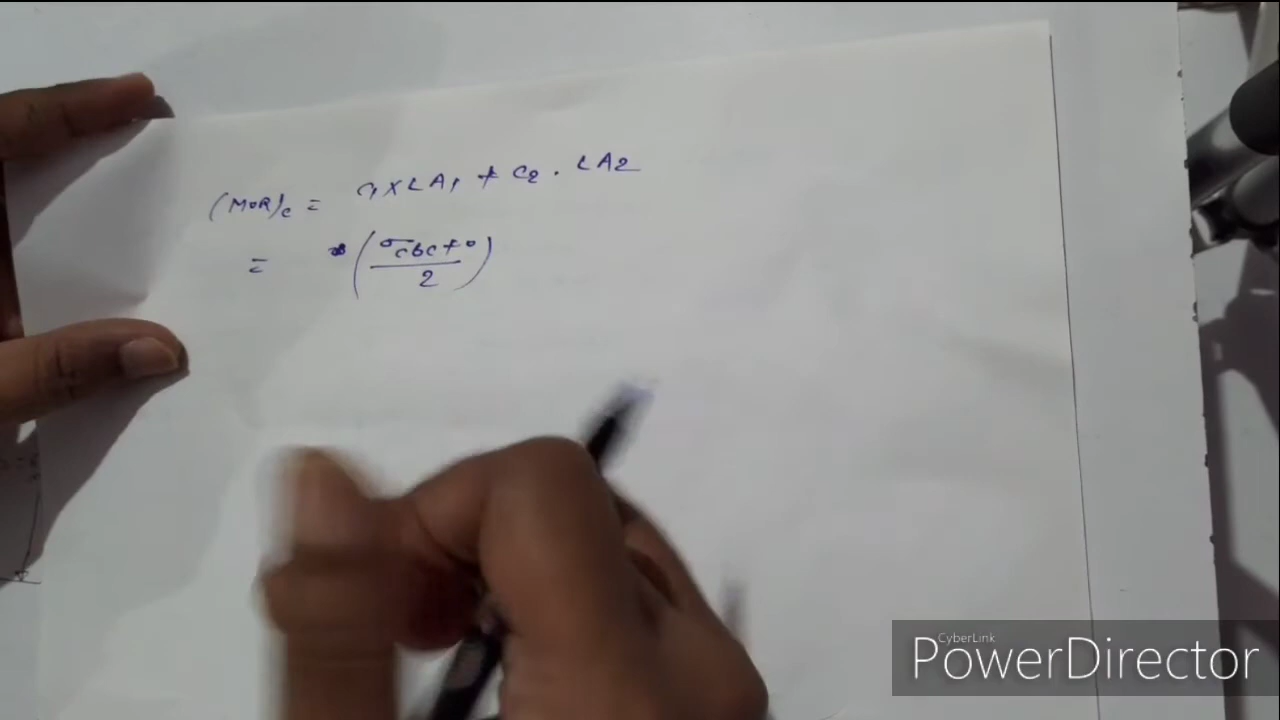 (MOR)c = C1 X LA1 + C2 . LA2
= (σcbc + 0 / 2)
CyberLink
PowerDirector